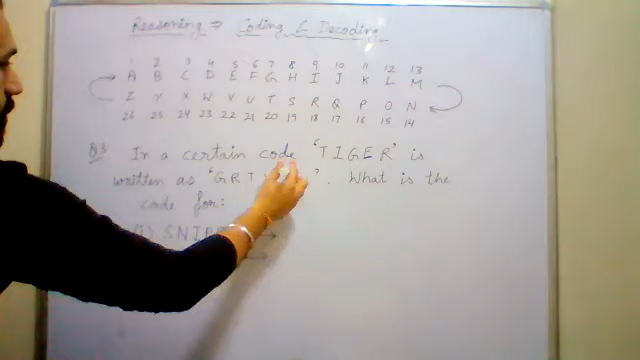 Reasoning ⇒ Coding & Decoding
1 2 3 4 5 6 7 8 9 10 11 12 13
A B C D E F G H I J K L M
Z Y X W V U T S R Q P O N
26 25 24 23 22 21 20 19 18 17 16 15 14
Q3 In a certain code 'TIGER' is
written as 'GRT '. What is the
code for:
(1)